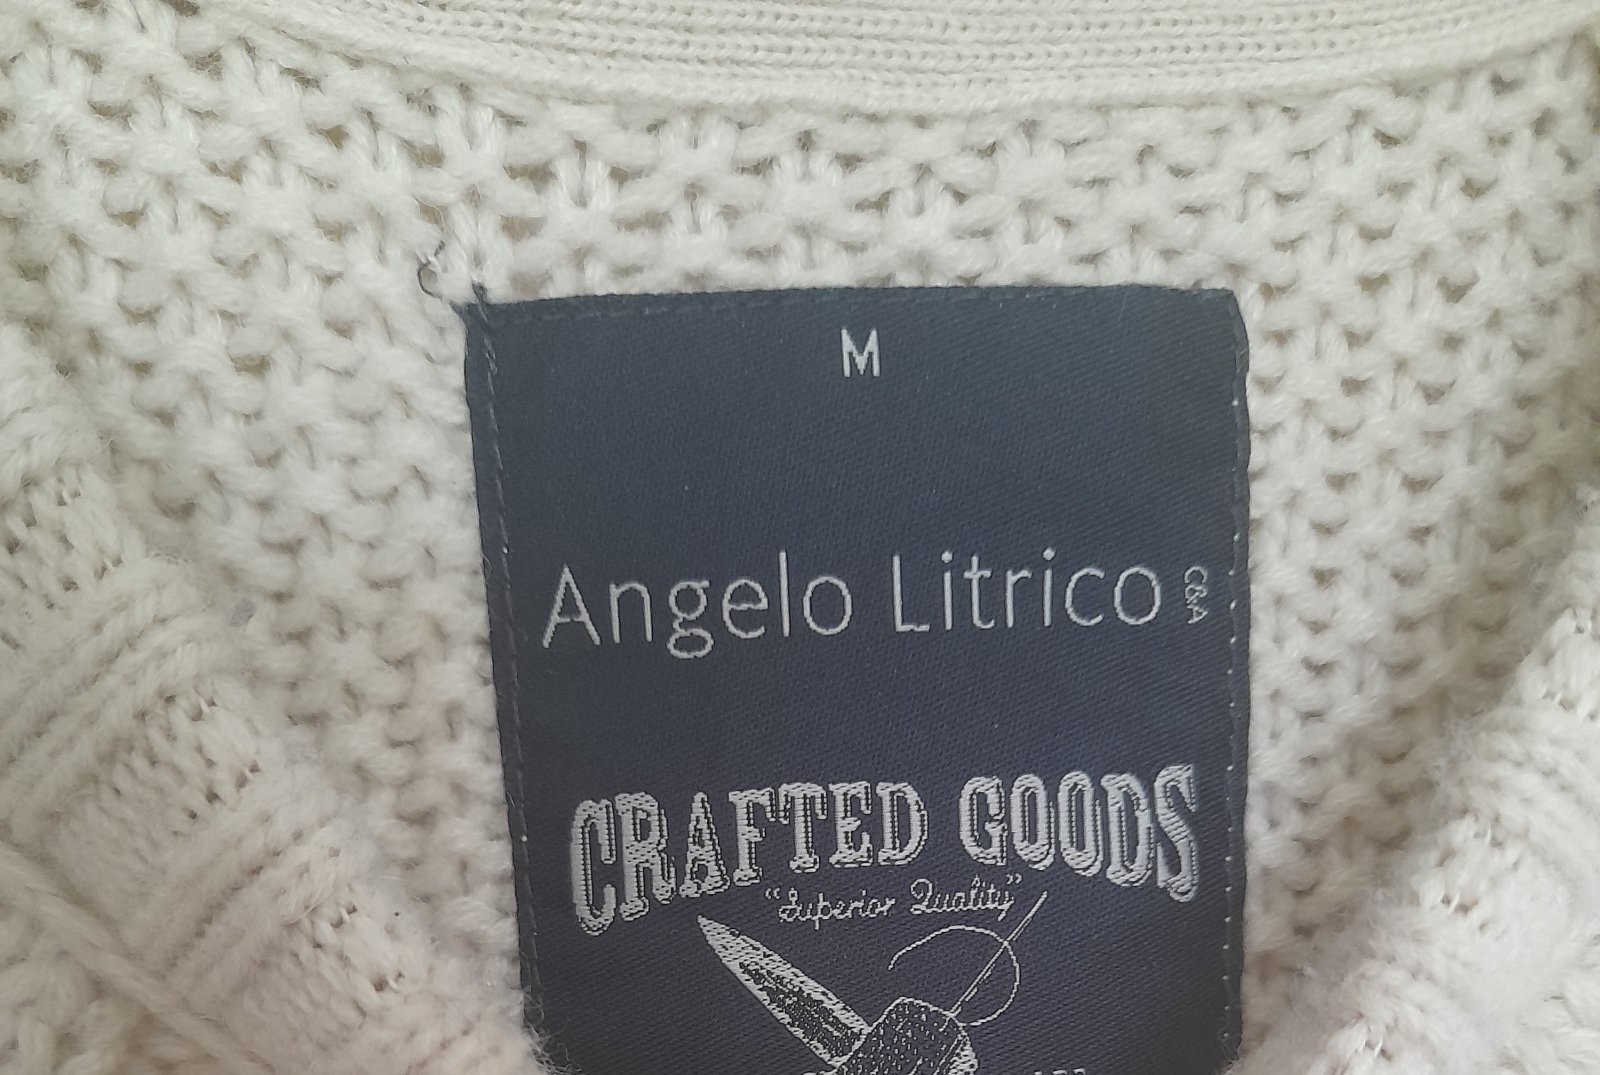 M
Angelo Litrico C&A
CRAFTED GOODS
"Superior Quality"